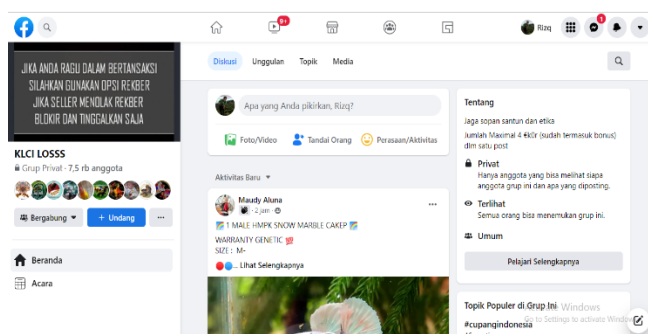 9+
Rizq
1
JIKA ANDA RAGU DALAM BERTANSAKSI
SILAHKAN GUNAKAN OPSI REKBER
JIKA SELLER MENOLAK REKBER
BLOKIR DAN TINGGALKAN SAJA
KLCI LOSSS
Grup Privat · 7,5 rb anggota
Bergabung
+ Undang
Beranda
Acara
Diskusi Unggulan Topik Media
Apa yang Anda pikirkan, Rizq?
Foto/Video Tandai Orang Perasaan/Aktivitas
Aktivitas Baru
Maudy Aluna
· 2 jam ·
1 MALE HMPK SNOW MARBLE CAKEP
WARRANTY GENETIC 💯
SIZE : M-
... Lihat Selengkapnya
Tentang
Jaga sopan santun dan etika
Jumlah Maximal 4 €k0r (sudah termasuk bonus)
dlm satu post
Privat
Hanya anggota yang bisa melihat siapa
anggota grup ini dan apa yang diposting.
Terlihat
Semua orang bisa menemukan grup ini.
Umum
Pelajari Selengkapnya
Topik Populer di Grup Ini
#cupangindonesia
Windows
Go to Settings to activate Windows